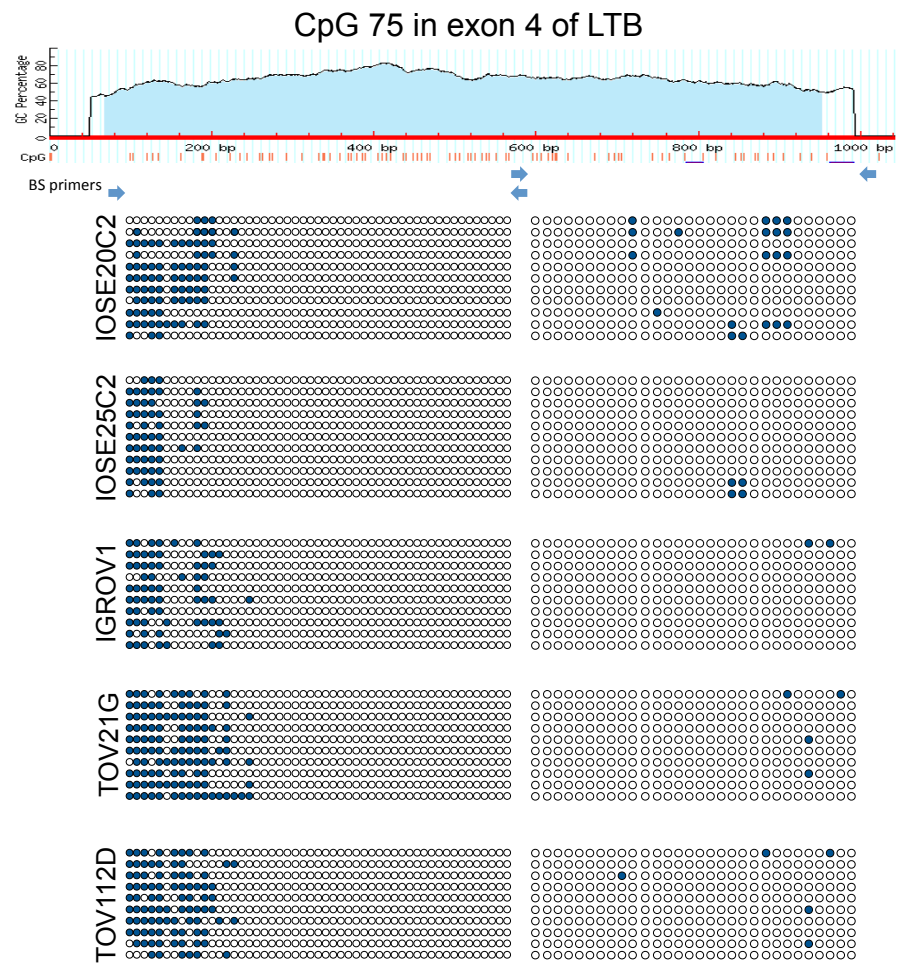 CpG 75 in exon 4 of LTB
GC Percentage
80
60
40
20
0
0 200 bp 400 bp 600 bp 800 bp 1000 bp
CpG
BS primers
IOSE20C2
IOSE25C2
IGROV1
TOV21G
TOV112D